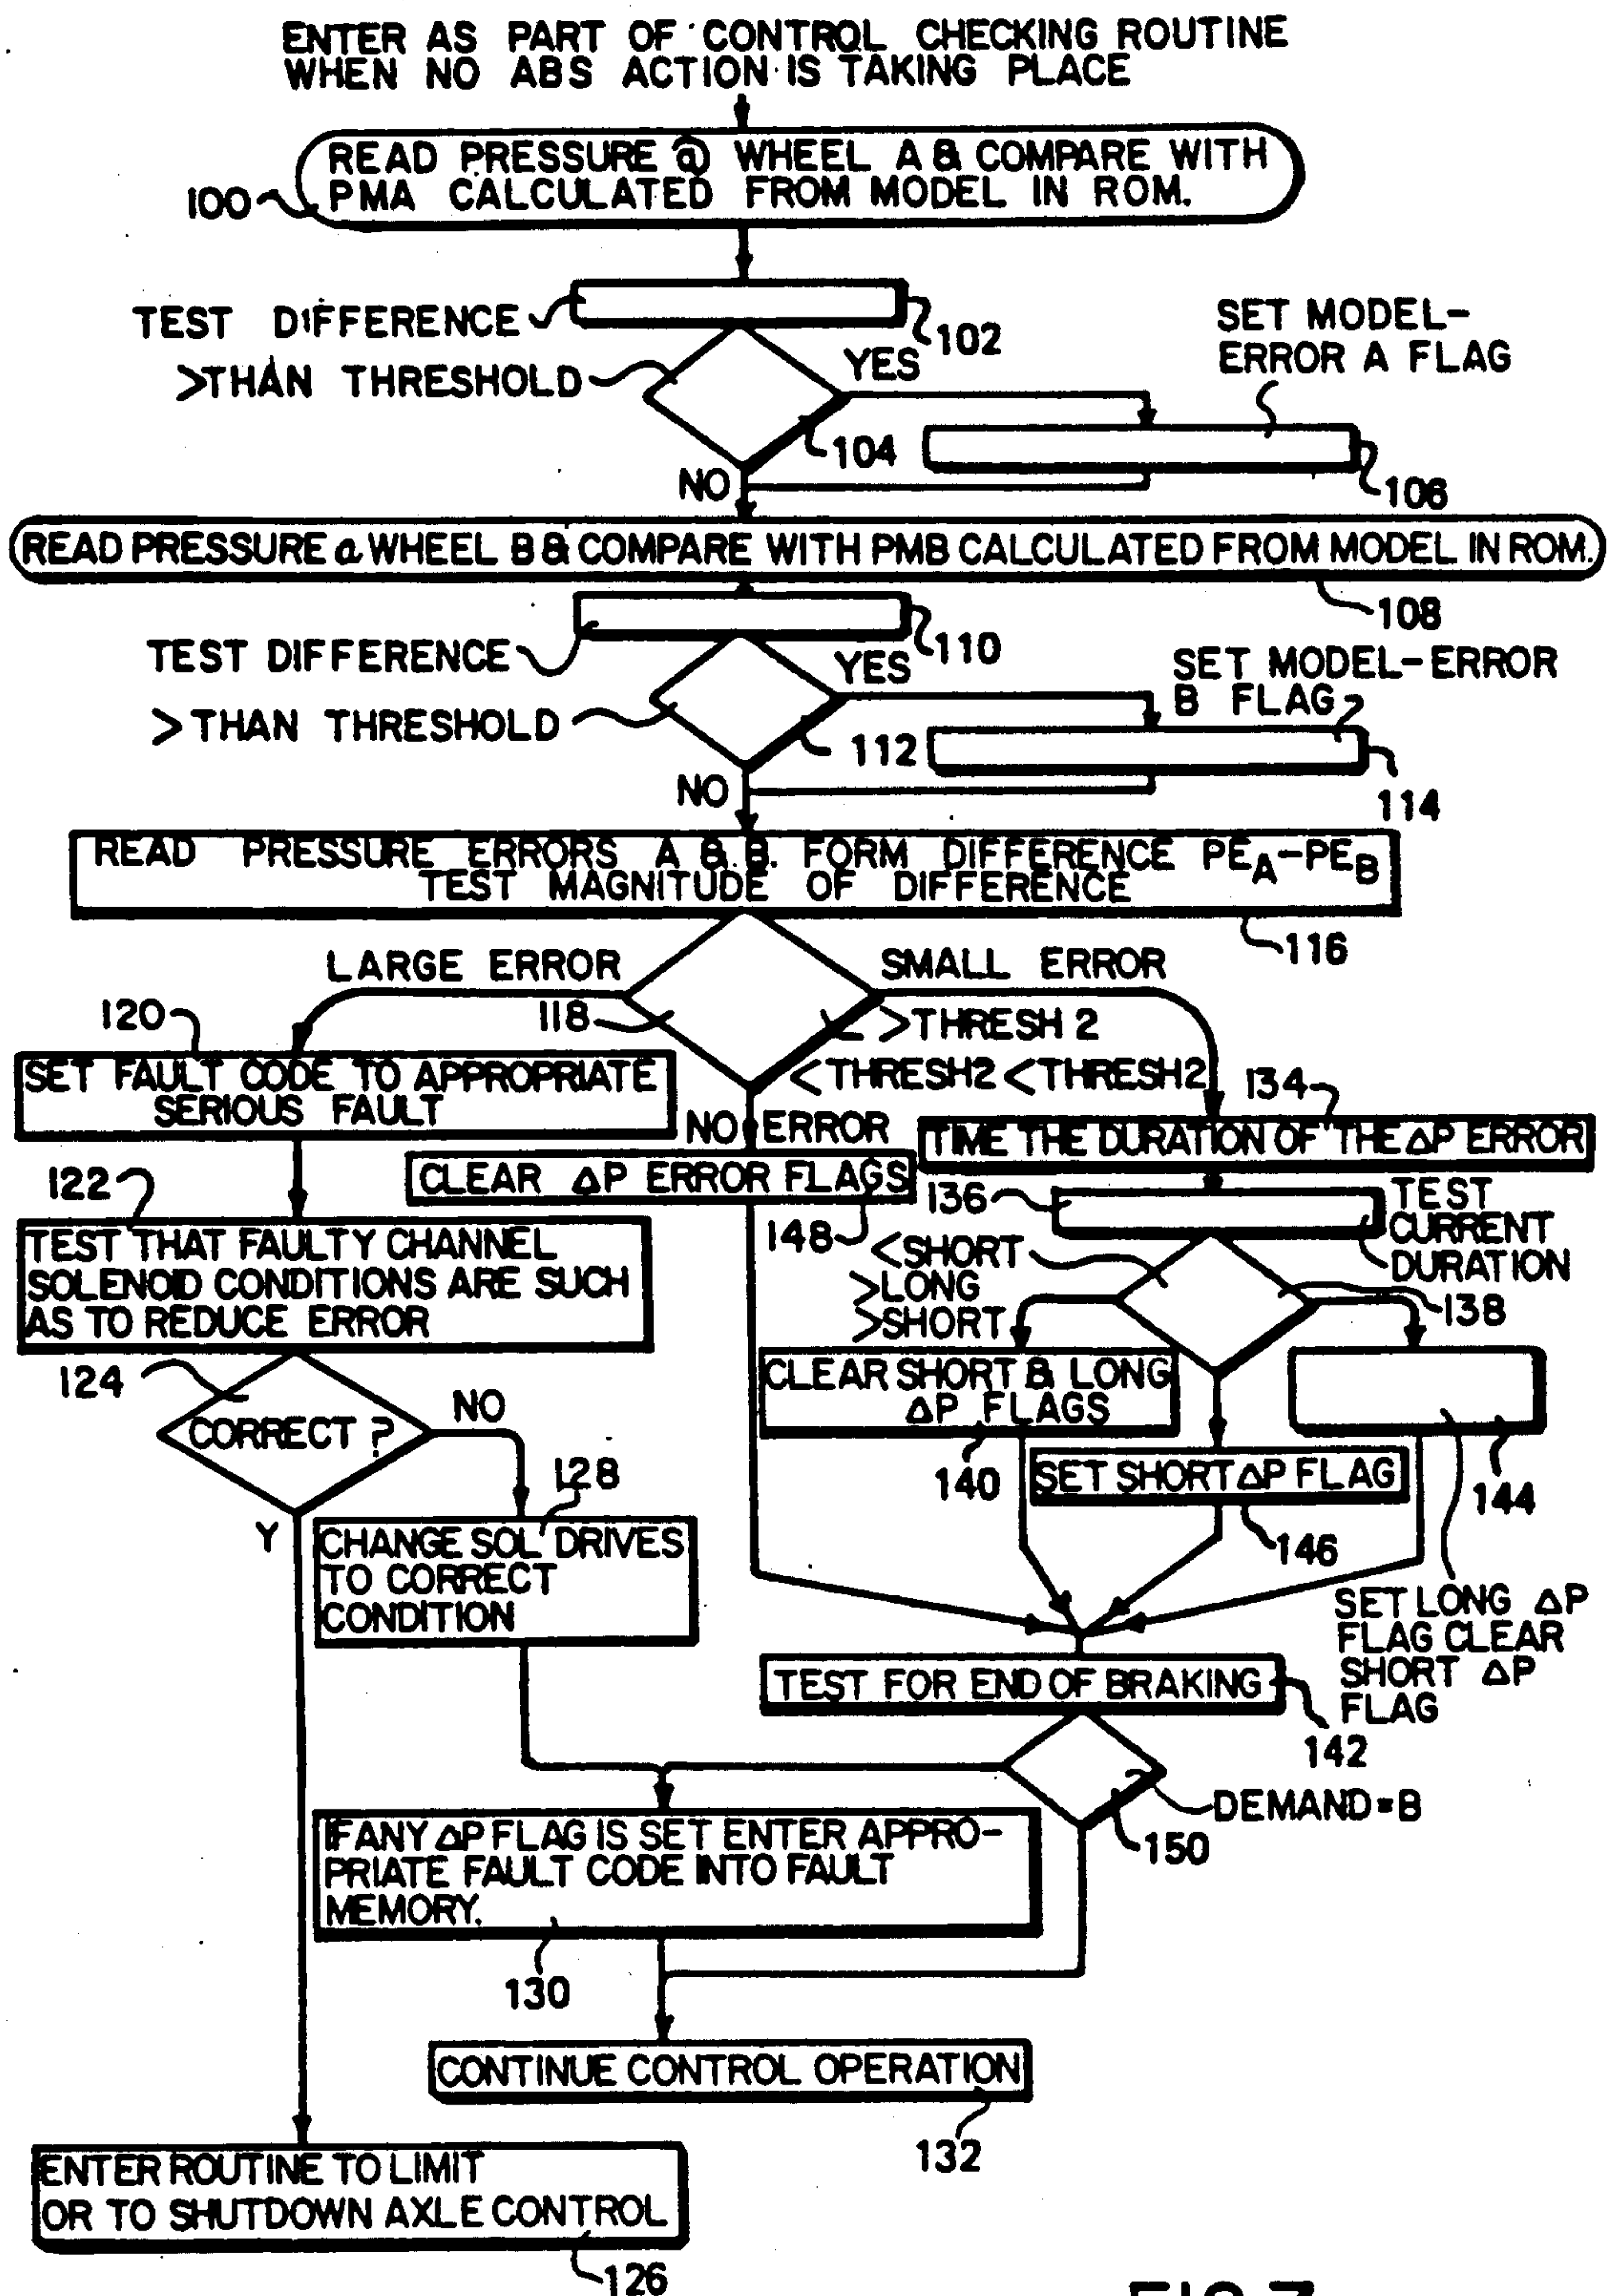 ENTER AS PART OF CONTROL CHECKING ROUTINE
WHEN NO ABS ACTION IS TAKING PLACE
READ PRESSURE @ WHEEL A & COMPARE WITH
PMA CALCULATED FROM MODEL IN ROM.
100
TEST DIFFERENCE
102
>THAN THRESHOLD
YES
104
SET MODEL-
ERROR A FLAG
106
NO
READ PRESSURE @ WHEEL B & COMPARE WITH PMB CALCULATED FROM MODEL IN ROM.
108
TEST DIFFERENCE
110
> THAN THRESHOLD
YES
112
SET MODEL-ERROR
B FLAG
114
NO
READ PRESSURE ERRORS A & B. FORM DIFFERENCE PEA-PEB
TEST MAGNITUDE OF DIFFERENCE
116
LARGE ERROR
SMALL ERROR
118
>THRESH 2
<THRESH2 <THRESH2
120
SET FAULT CODE TO APPROPRIATE
SERIOUS FAULT
NO ERROR
134
TIME THE DURATION OF THE ΔP ERROR
CLEAR ΔP ERROR FLAGS
148
122
TEST THAT FAULTY CHANNEL
SOLENOID CONDITIONS ARE SUCH
AS TO REDUCE ERROR
136
TEST
CURRENT
DURATION
<SHORT
>LONG
>SHORT
138
CLEAR SHORT & LONG
ΔP FLAGS
140
144
SET SHORT ΔP FLAG
146
SET LONG ΔP
FLAG CLEAR
SHORT ΔP
FLAG
124
CORRECT ?
NO
Y
128
CHANGE SOL' DRIVES
TO CORRECT
CONDITION
TEST FOR END OF BRAKING
142
DEMAND=B
150
IF ANY ΔP FLAG IS SET ENTER APPRO-
PRIATE FAULT CODE INTO FAULT
MEMORY.
130
CONTINUE CONTROL OPERATION
132
ENTER ROUTINE TO LIMIT
OR TO SHUTDOWN AXLE CONTROL
126